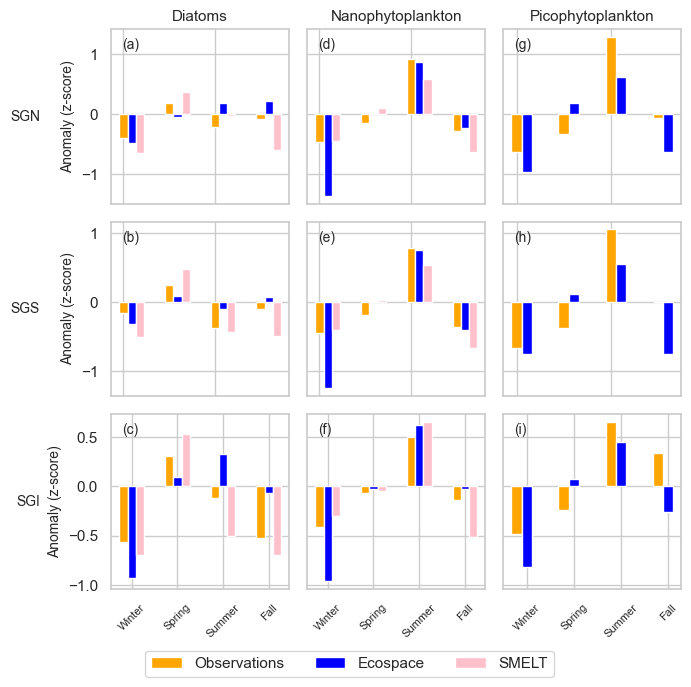 Diatoms Nanophytoplankton Picophytoplankton
(a) (d) (g)
SGN Anomaly (z-score) 1 0 −1
(b) (e) (h)
SGS Anomaly (z-score) 1 0 −1
(c) (f) (i)
SGI Anomaly (z-score) 0.5 0.0 −0.5 −1.0
Winter Spring Summer Fall Winter Spring Summer Fall Winter Spring Summer Fall
Observations Ecospace SMELT